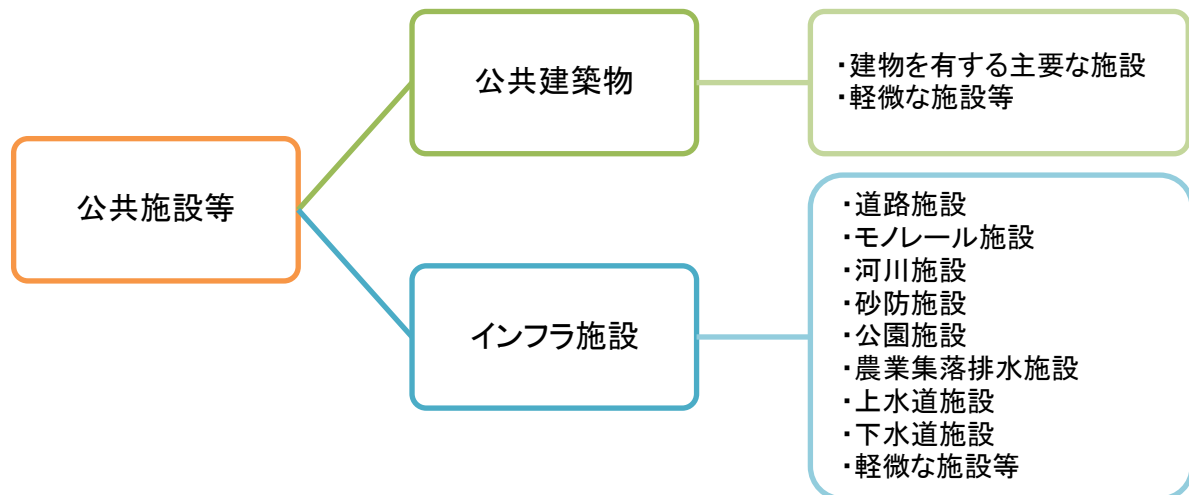 公共施設等
公共建築物
・建物を有する主要な施設
・軽微な施設等
インフラ施設
・道路施設
・モノレール施設
・河川施設
・砂防施設
・公園施設
・農業集落排水施設
・上水道施設
・下水道施設
・軽微な施設等